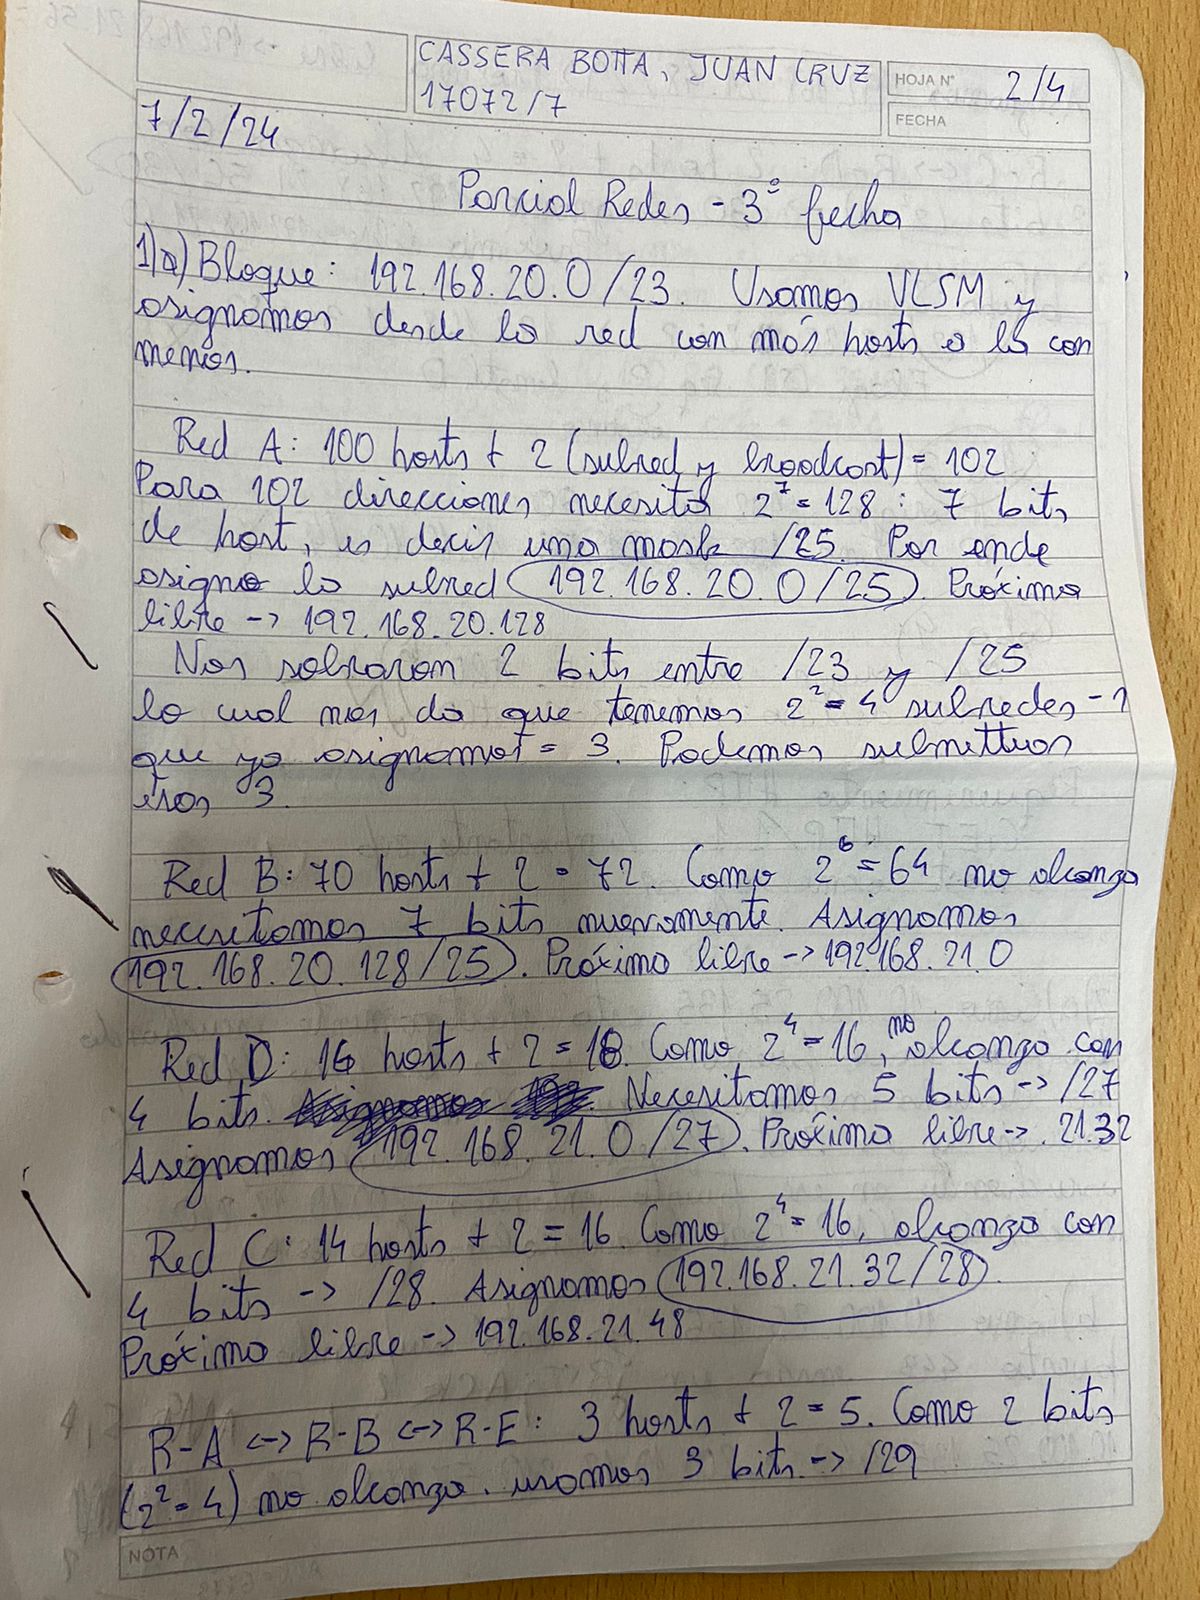 CASSERA BOTTA, JUAN CRUZ
17072/7
HOJA N° 2/4
FECHA
7/2/24
Parcial Redes - 3° fecha
1)a) Bloque: 192.168.20.0/23. Usamos VLSM y
asignamos desde la red con más hosts a la con
menos.
Red A: 100 hosts + 2 (subred y broadcast) = 102
Para 102 direcciones necesito 2^7 = 128 : 7 bits
de host, es decir una mask /25. Por ende
asigno la subred 192.168.20.0/25. Próxima
libre -> 192.168.20.128
Nos sobraron 2 bits entre /23 y /25
lo cual nos da que tenemos 2^2 = 4 subredes - 1
que ya asignamos = 3. Podemos
esos 3.
Red B: 70 hosts + 2 = 72. Como 2^6 = 64 no alcanza
necesitamos 7 bits nuevamente. Asignamos
192.168.20.128/25. Próxima libre -> 192.168.21.0
Red D: 16 hosts + 2 = 18. Como 2^4 = 16, no alcanza con
4 bits. Necesitamos 5 bits -> /27
Asignamos 192.168.21.0/27. Próxima libre -> .21.32
Red C: 14 hosts + 2 = 16. Como 2^4 = 16, alcanza con
4 bits -> /28. Asignamos 192.168.21.32/28.
Próxima libre -> 192.168.21.48
R-A <-> R-B <-> R-E: 3 hosts + 2 = 5. Como 2 bits
(2^2 = 4) no alcanza, usamos 3 bits -> /29
NOTA